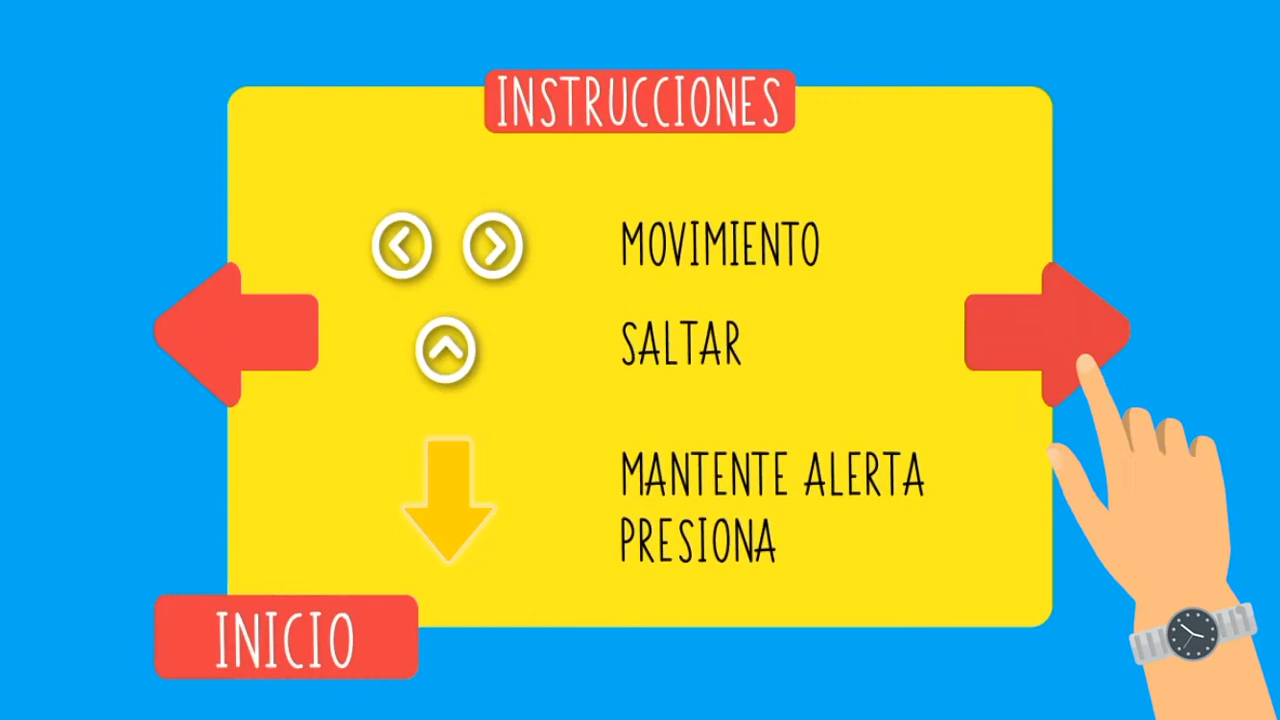 INSTRUCCIONES
MOVIMIENTO
SALTAR
MANTENTE ALERTA
PRESIONA
INICIO